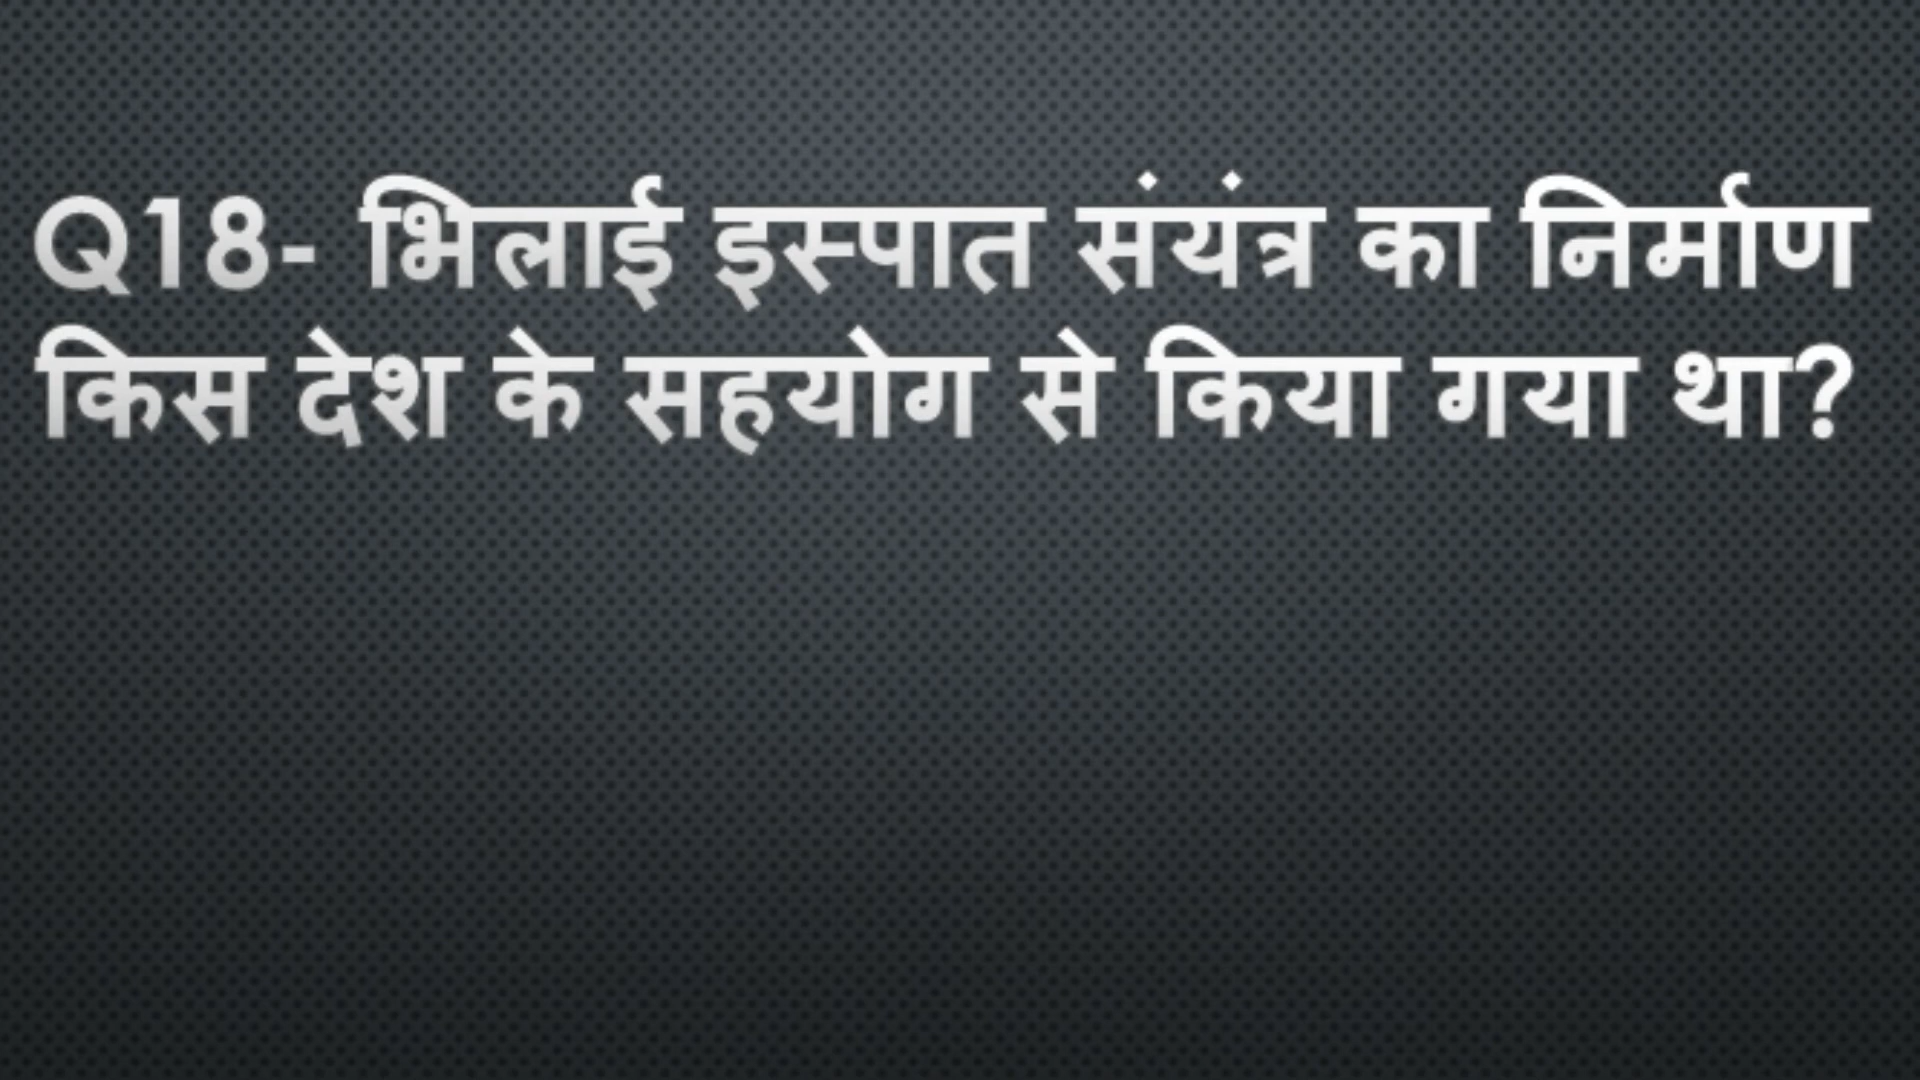 Q18- भिलाई इस्पात संयंत्र का निर्माण
किस देश के सहयोग से किया गया था?